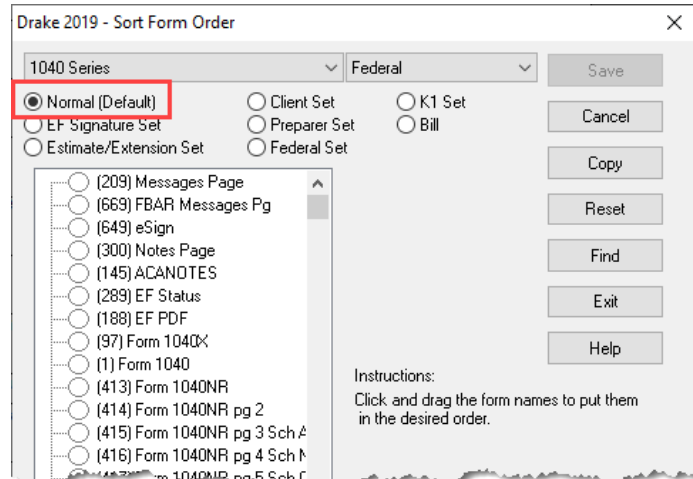 Drake 2019 - Sort Form Order
1040 Series
Federal
Save
Normal (Default)
Client Set
K1 Set
EF Signature Set
Preparer Set
Bill
Cancel
Estimate/Extension Set
Federal Set
Copy
(209) Messages Page
(669) FBAR Messages Pg
Reset
(649) eSign
(300) Notes Page
Find
(145) ACANOTES
(289) EF Status
Exit
(188) EF PDF
(97) Form 1040X
Help
(1) Form 1040
Instructions:
(413) Form 1040NR
Click and drag the form names to put them
(414) Form 1040NR pg 2
in the desired order.
(415) Form 1040NR pg 3 Sch A
(416) Form 1040NR pg 4 Sch N
1040NR pg 5 Sch